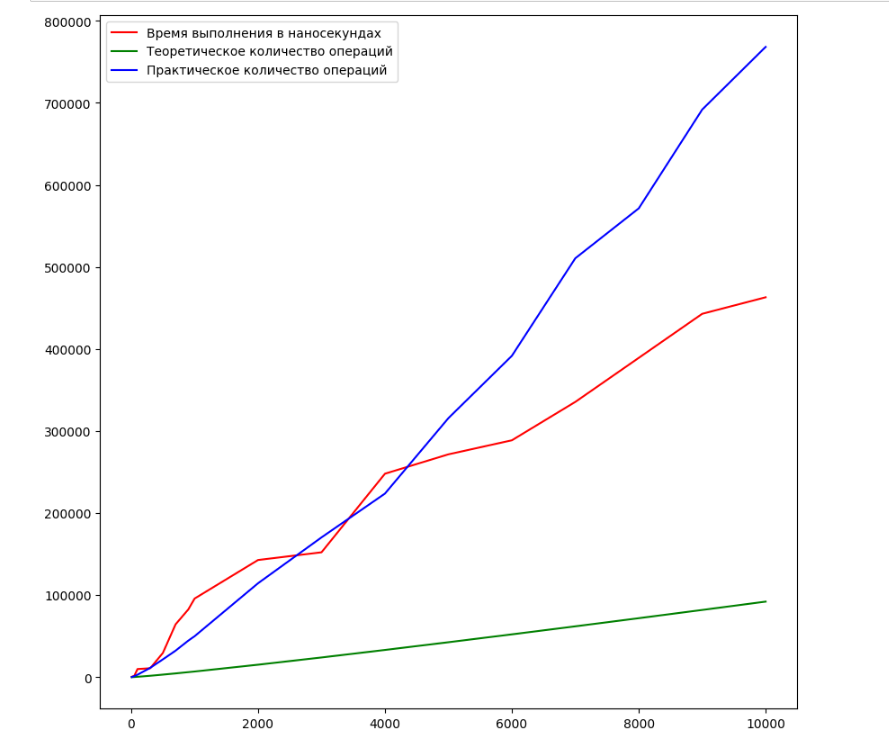 800000
Время выполнения в наносекундах
Теоретическое количество операций
Практическое количество операций
700000
600000
500000
400000
300000
200000
100000
0
0 2000 4000 6000 8000 10000